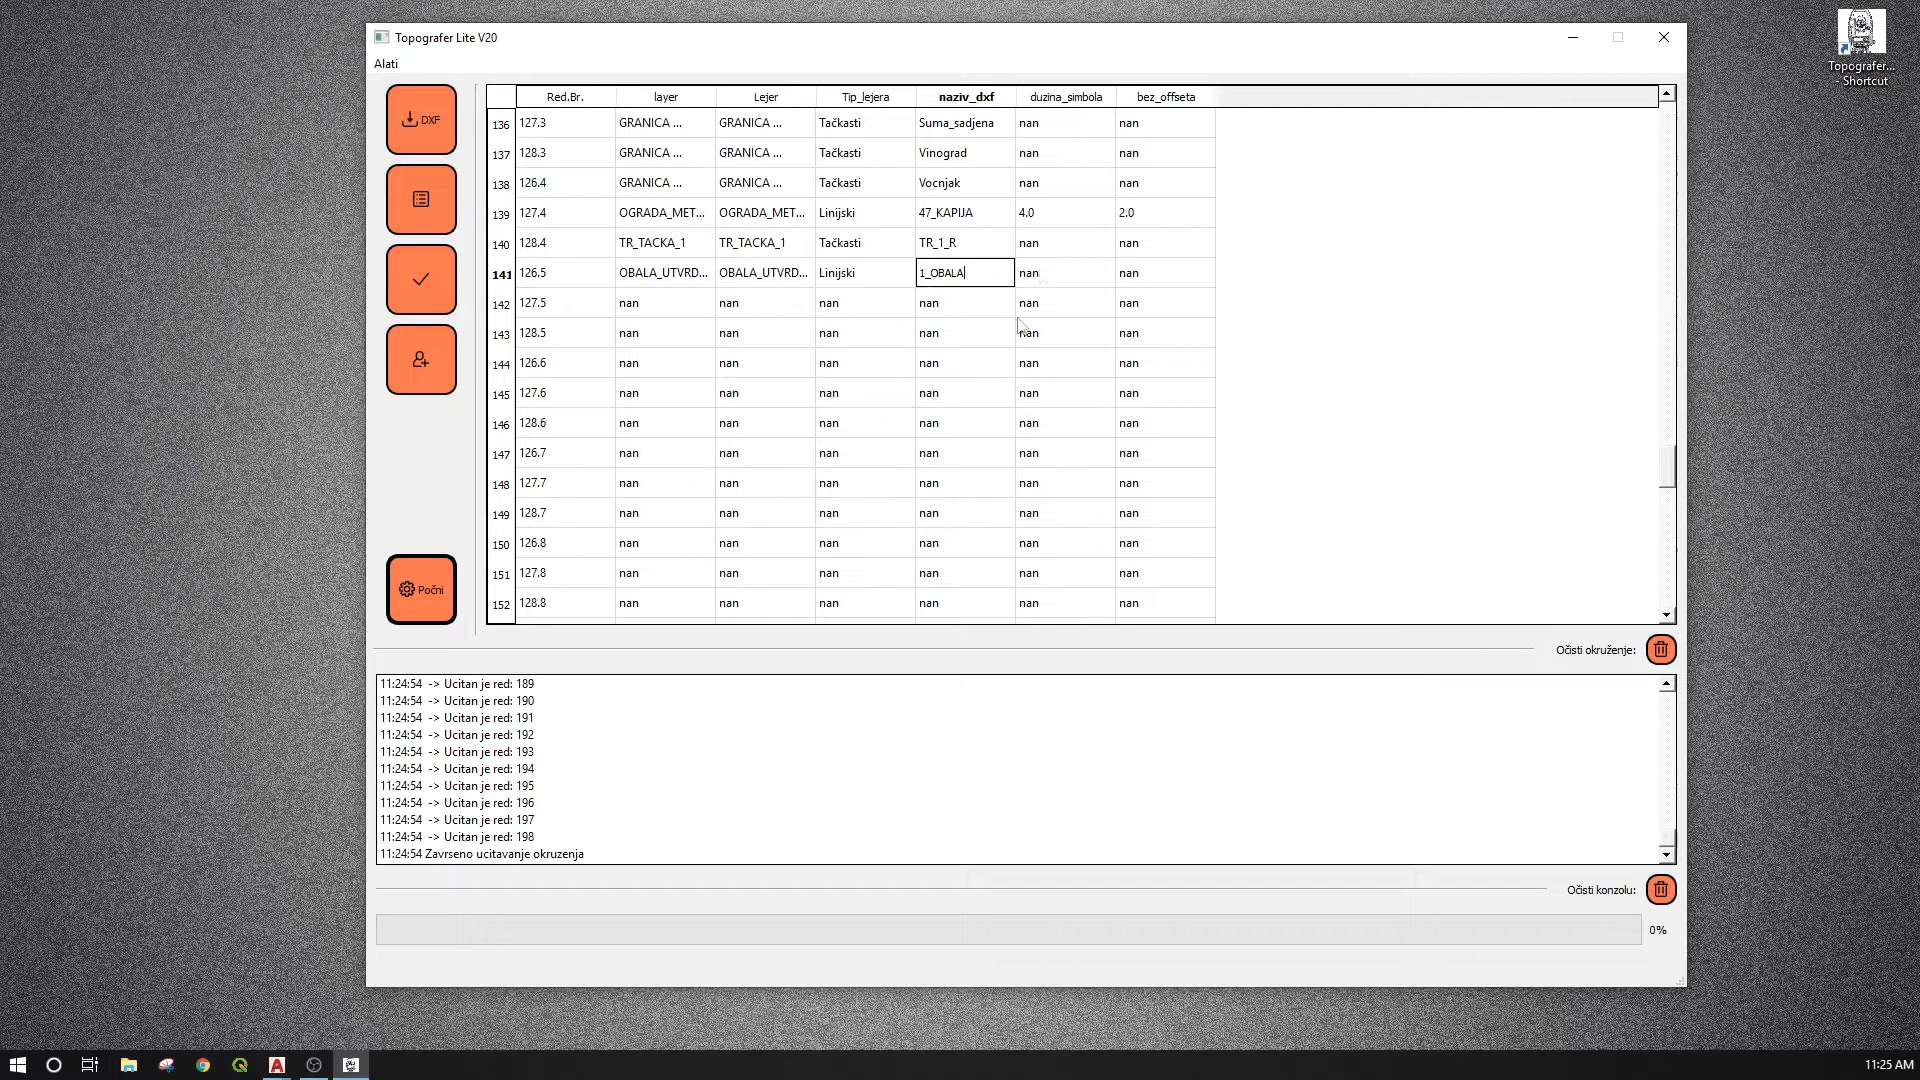 Topografer Lite V20
Alati
Topografer...
- Shortcut
DXF
Počni
Red.Br. layer Lejer Tip_lejera naziv_dxf duzina_simbola bez_offseta
136 127.3 GRANICA ... GRANICA ... Tačkasti Suma_sadjena nan nan
137 128.3 GRANICA ... GRANICA ... Tačkasti Vinograd nan nan
138 126.4 GRANICA ... GRANICA ... Tačkasti Vocnjak nan nan
139 127.4 OGRADA_MET... OGRADA_MET... Linijski 47_KAPIJA 4.0 2.0
140 128.4 TR_TACKA_1 TR_TACKA_1 Tačkasti TR_1_R nan nan
141 126.5 OBALA_UTVRD... OBALA_UTVRD... Linijski 1_OBALA nan nan
142 127.5 nan nan nan nan nan nan
143 128.5 nan nan nan nan nan nan
144 126.6 nan nan nan nan nan nan
145 127.6 nan nan nan nan nan nan
146 128.6 nan nan nan nan nan nan
147 126.7 nan nan nan nan nan nan
148 127.7 nan nan nan nan nan nan
149 128.7 nan nan nan nan nan nan
150 126.8 nan nan nan nan nan nan
151 127.8 nan nan nan nan nan nan
152 128.8 nan nan nan nan nan nan
Očisti okruženje:
11:24:54 -> Ucitan je red: 189
11:24:54 -> Ucitan je red: 190
11:24:54 -> Ucitan je red: 191
11:24:54 -> Ucitan je red: 192
11:24:54 -> Ucitan je red: 193
11:24:54 -> Ucitan je red: 194
11:24:54 -> Ucitan je red: 195
11:24:54 -> Ucitan je red: 196
11:24:54 -> Ucitan je red: 197
11:24:54 -> Ucitan je red: 198
11:24:54 Zavrseno ucitavanje okruzenja
Očisti konzolu:
0%
11:25 AM